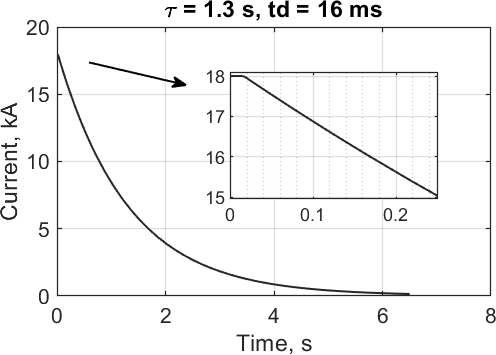 τ = 1.3 s, td = 16 ms
20
15
10
5
0
Current, kA
18
17
16
15
0 0.1 0.2
0 2 4 6 8
Time, s